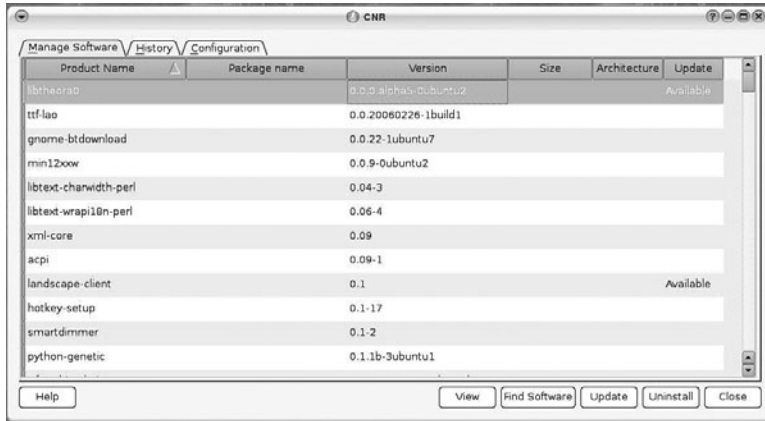 CNR
Manage Software History Configuration
Product Name Package name Version Size Architecture Update
libtheora0 0.0.0.alpha5-0ubuntu2 Available
ttf-lao 0.0.20060226-1build1
gnome-btdownload 0.0.22-1ubuntu7
min12xxw 0.0.9-0ubuntu2
libtext-charwidth-perl 0.04-3
libtext-wrapi18n-perl 0.06-4
xml-core 0.09
acpi 0.09-1
landscape-client 0.1 Available
hotkey-setup 0.1-17
smartdimmer 0.1-2
python-genetic 0.1.1b-3ubuntu1
Help View Find Software Update Uninstall Close